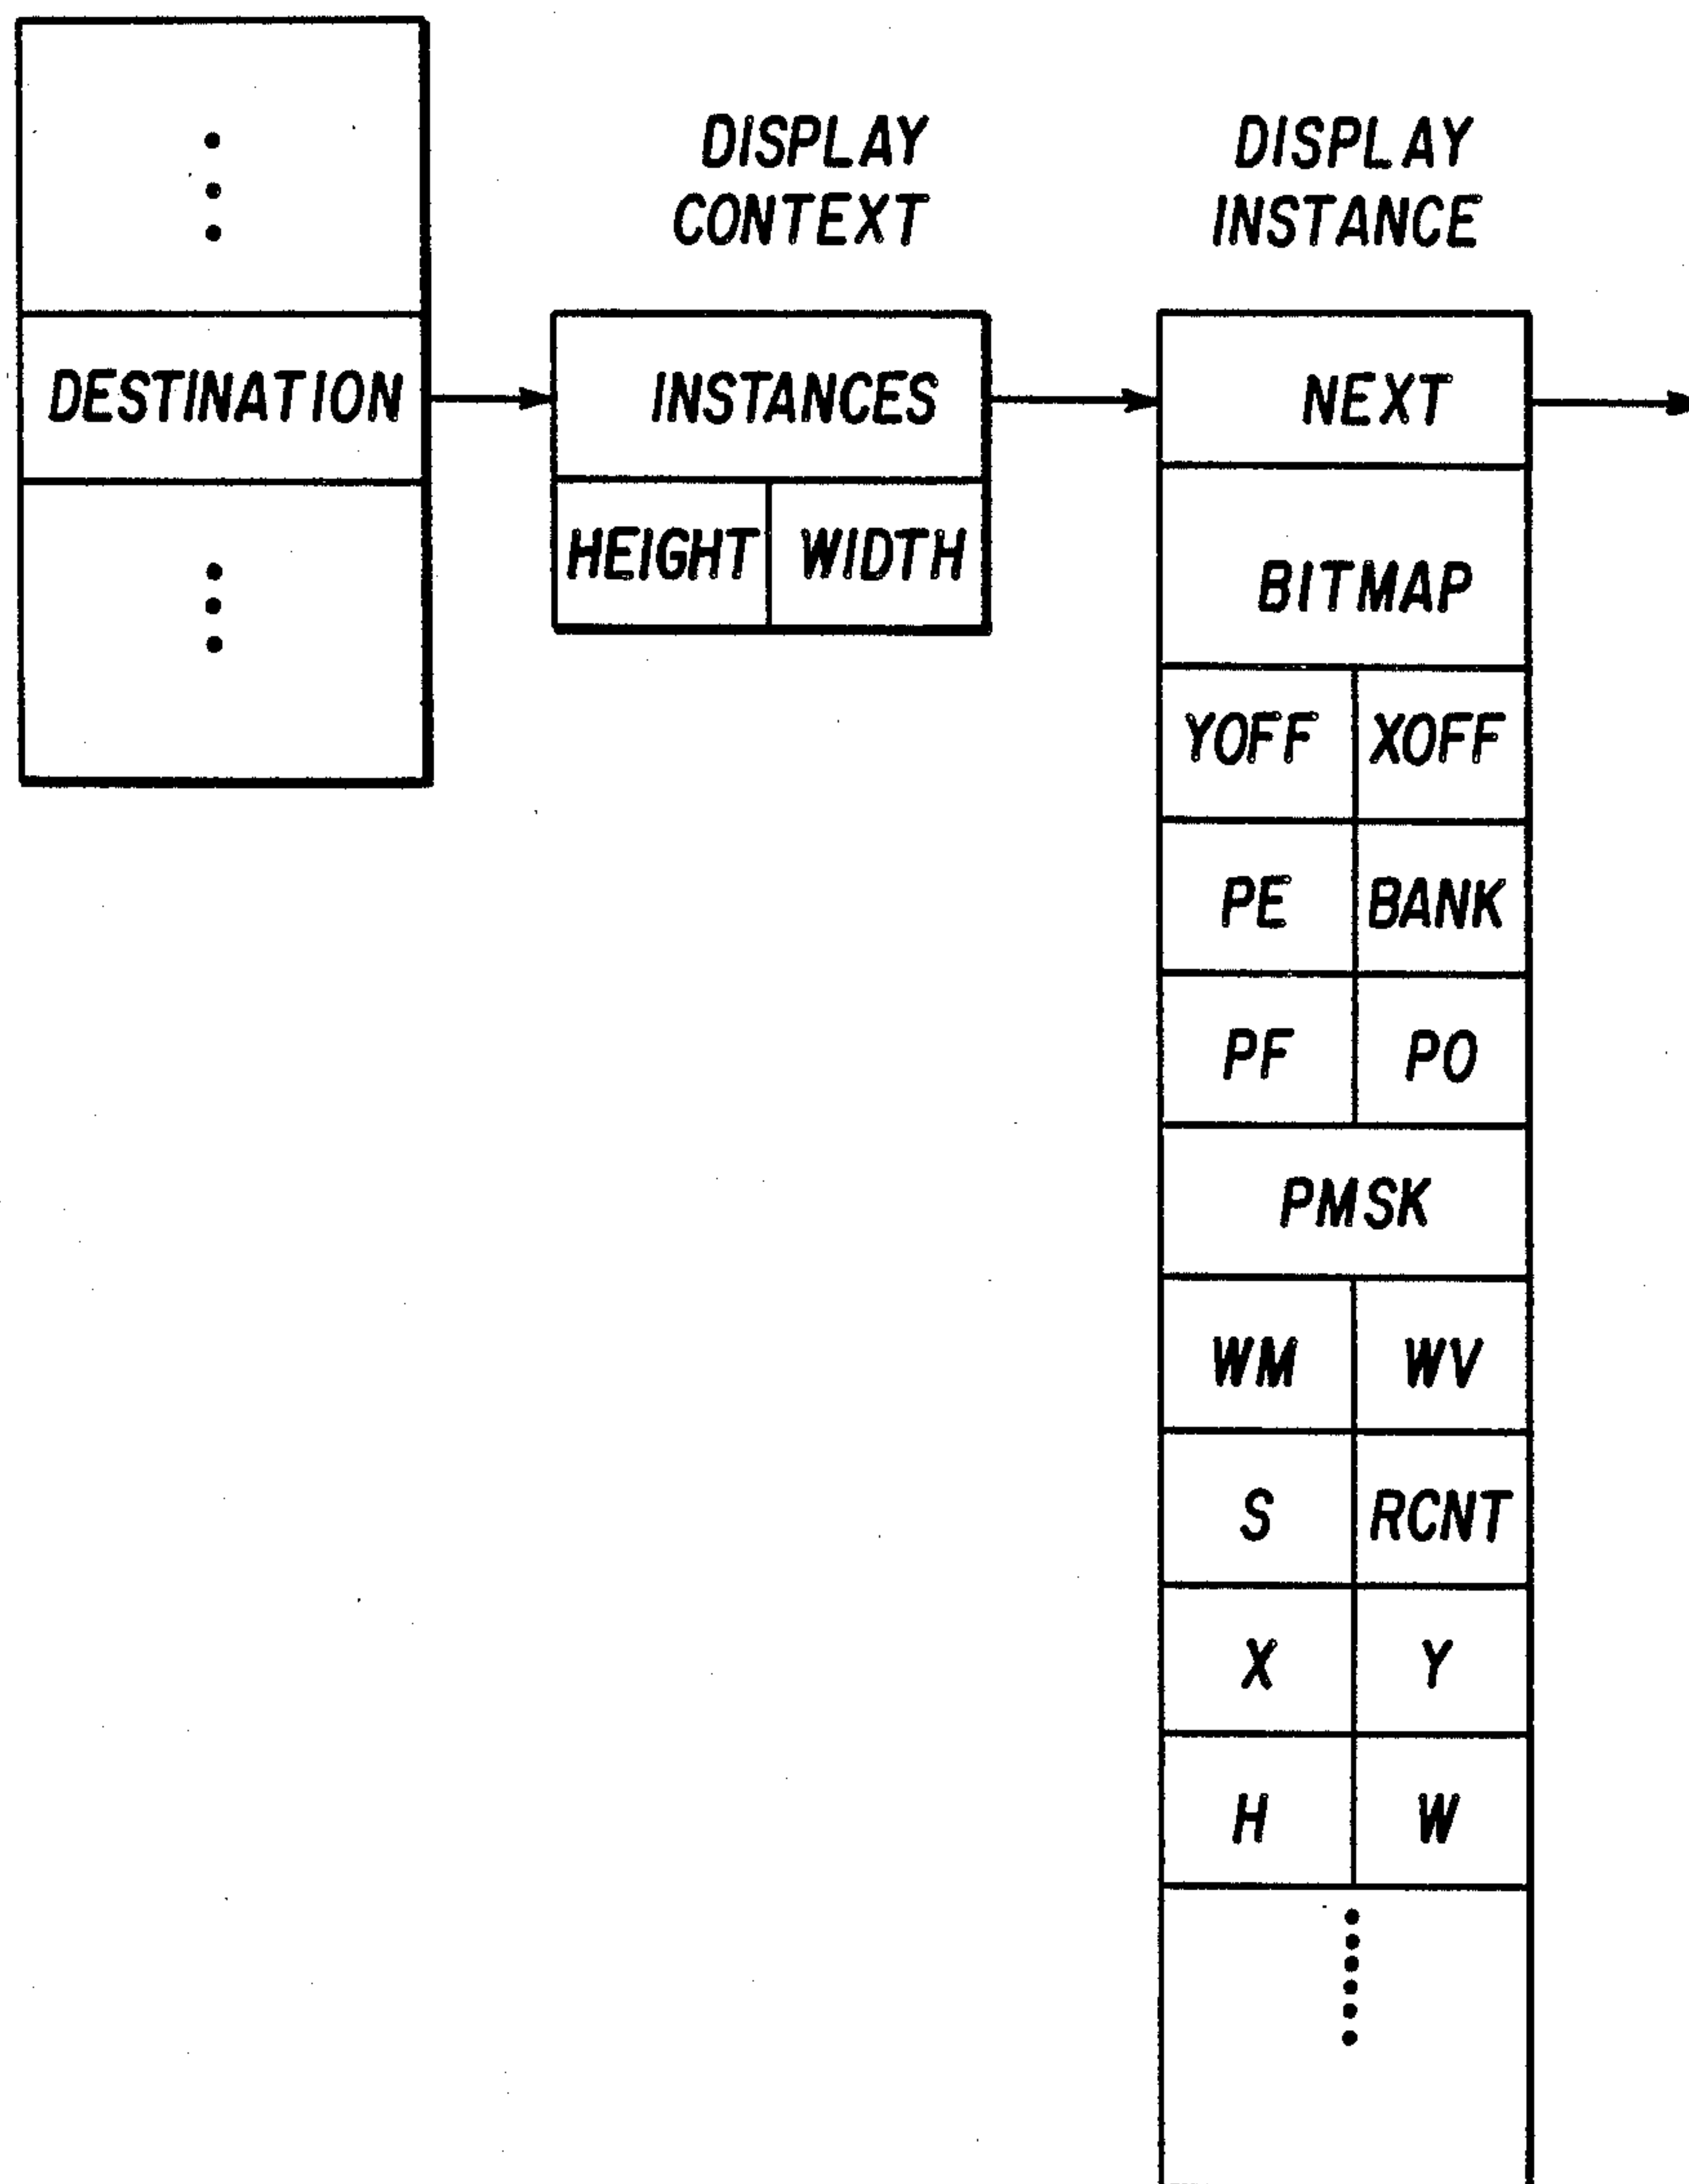 DISPLAY
CONTEXT
DISPLAY
INSTANCE
DESTINATION
INSTANCES
HEIGHT WIDTH
NEXT
BITMAP
YOFF XOFF
PE BANK
PF PO
PMSK
WM WV
S RCNT
X Y
H W